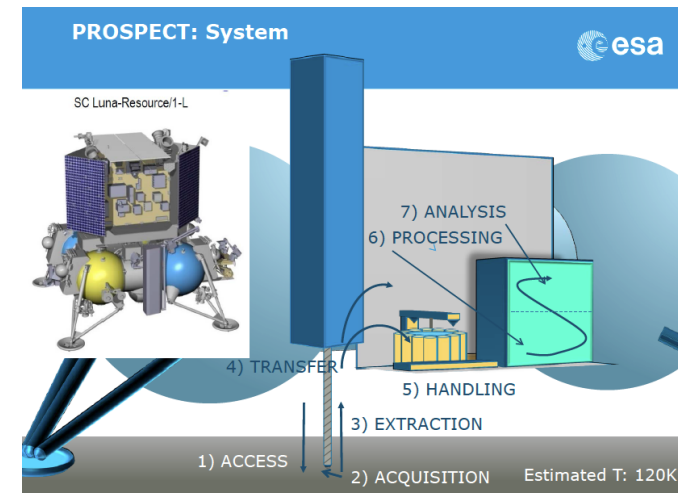 PROSPECT: System
esa
SC Luna-Resource/1-L
7) ANALYSIS
6) PROCESSING
4) TRANSFER
5) HANDLING
3) EXTRACTION
1) ACCESS
2) ACQUISITION
Estimated T: 120K